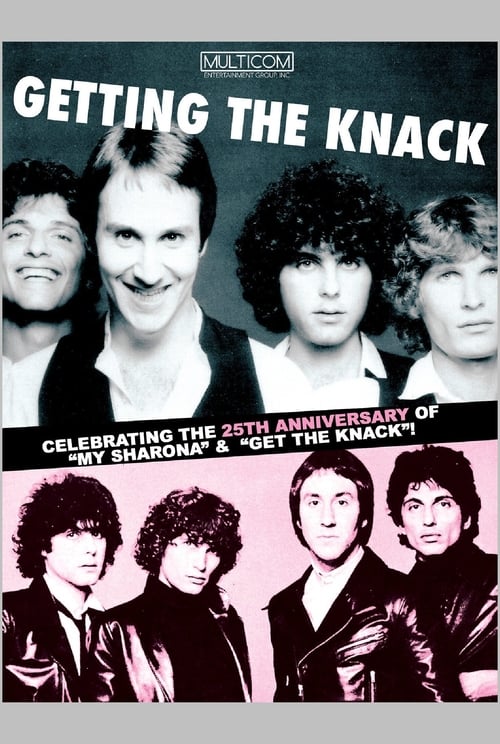 MULTICOM
ENTERTAINMENT GROUP, INC
GETTING THE KNACK
CELEBRATING THE 25TH ANNIVERSARY OF
"MY SHARONA" & "GET THE KNACK"!